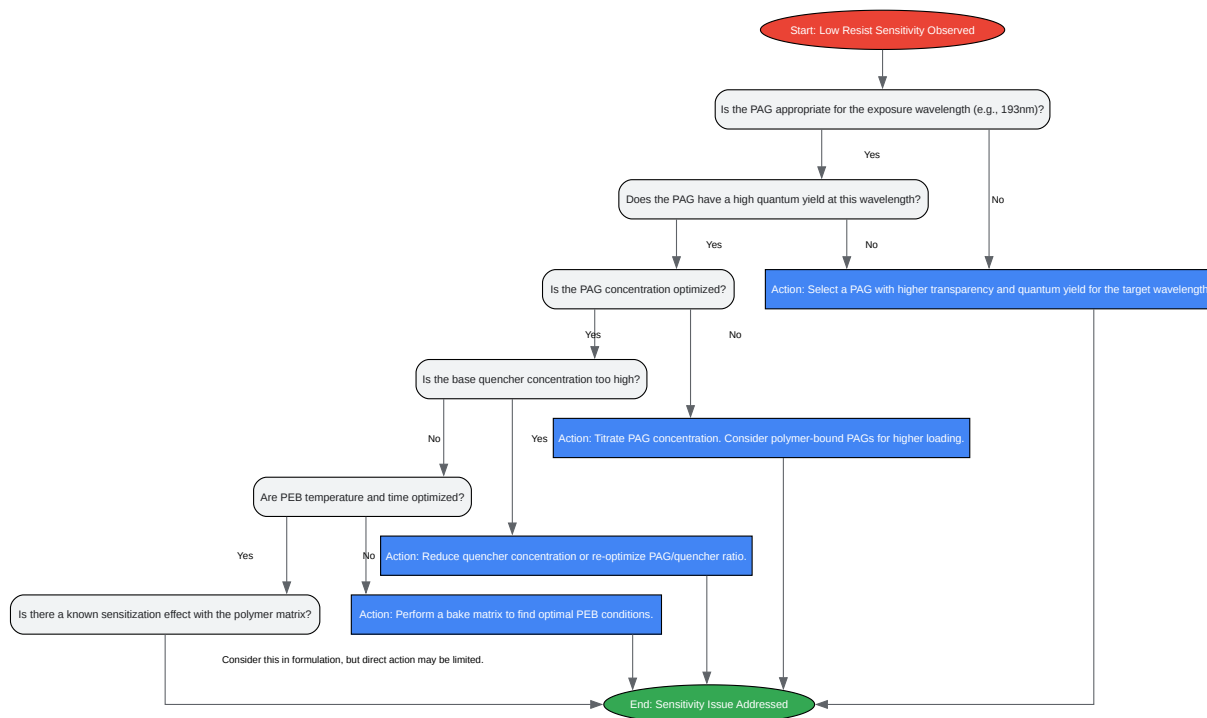 Start: Low Resist Sensitivity Observed
Is the PAG appropriate for the exposure wavelength (e.g., 193nm)?
Yes
Does the PAG have a high quantum yield at this wavelength?
No
Yes
No
Is the PAG concentration optimized?
Action: Select a PAG with higher transparency and quantum yield for the target wavelength
Yes
No
Is the base quencher concentration too high?
No
Yes
Action: Titrate PAG concentration. Consider polymer-bound PAGs for higher loading.
Are PEB temperature and time optimized?
Yes
No
Action: Reduce quencher concentration or re-optimize PAG/quencher ratio.
Is there a known sensitization effect with the polymer matrix?
Action: Perform a bake matrix to find optimal PEB conditions.
Consider this in formulation, but direct action may be limited.
End: Sensitivity Issue Addressed